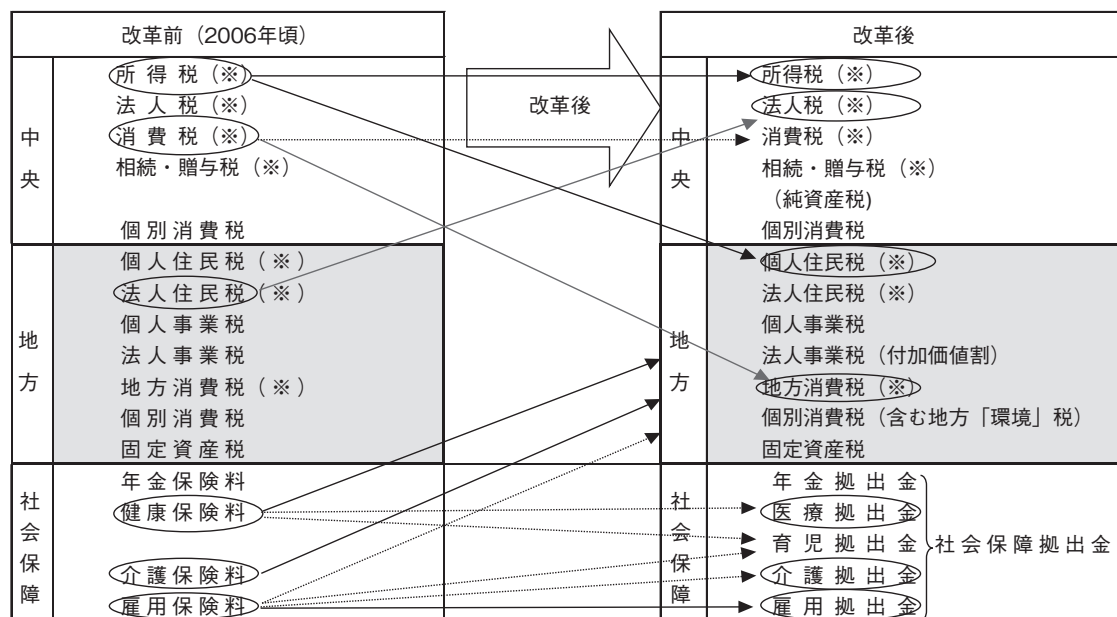 改革前（2006年頃）
改革後
改革後
中央
所得税（※）
法人税（※）
消費税（※）
相続・贈与税（※）
個別消費税
地方
個人住民税（※）
法人住民税（※）
個人事業税
法人事業税
地方消費税（※）
個別消費税
固定資産税
社会保障
年金保険料
健康保険料
介護保険料
雇用保険料
中央
所得税（※）
法人税（※）
消費税（※）
相続・贈与税（※）
（純資産税)
個別消費税
地方
個人住民税（※）
法人住民税（※）
個人事業税
法人事業税（付加価値割）
地方消費税（※）
個別消費税（含む地方「環境」税）
固定資産税
社会保障
年金拠出金
医療拠出金
育児拠出金
介護拠出金
雇用拠出金
社会保障拠出金